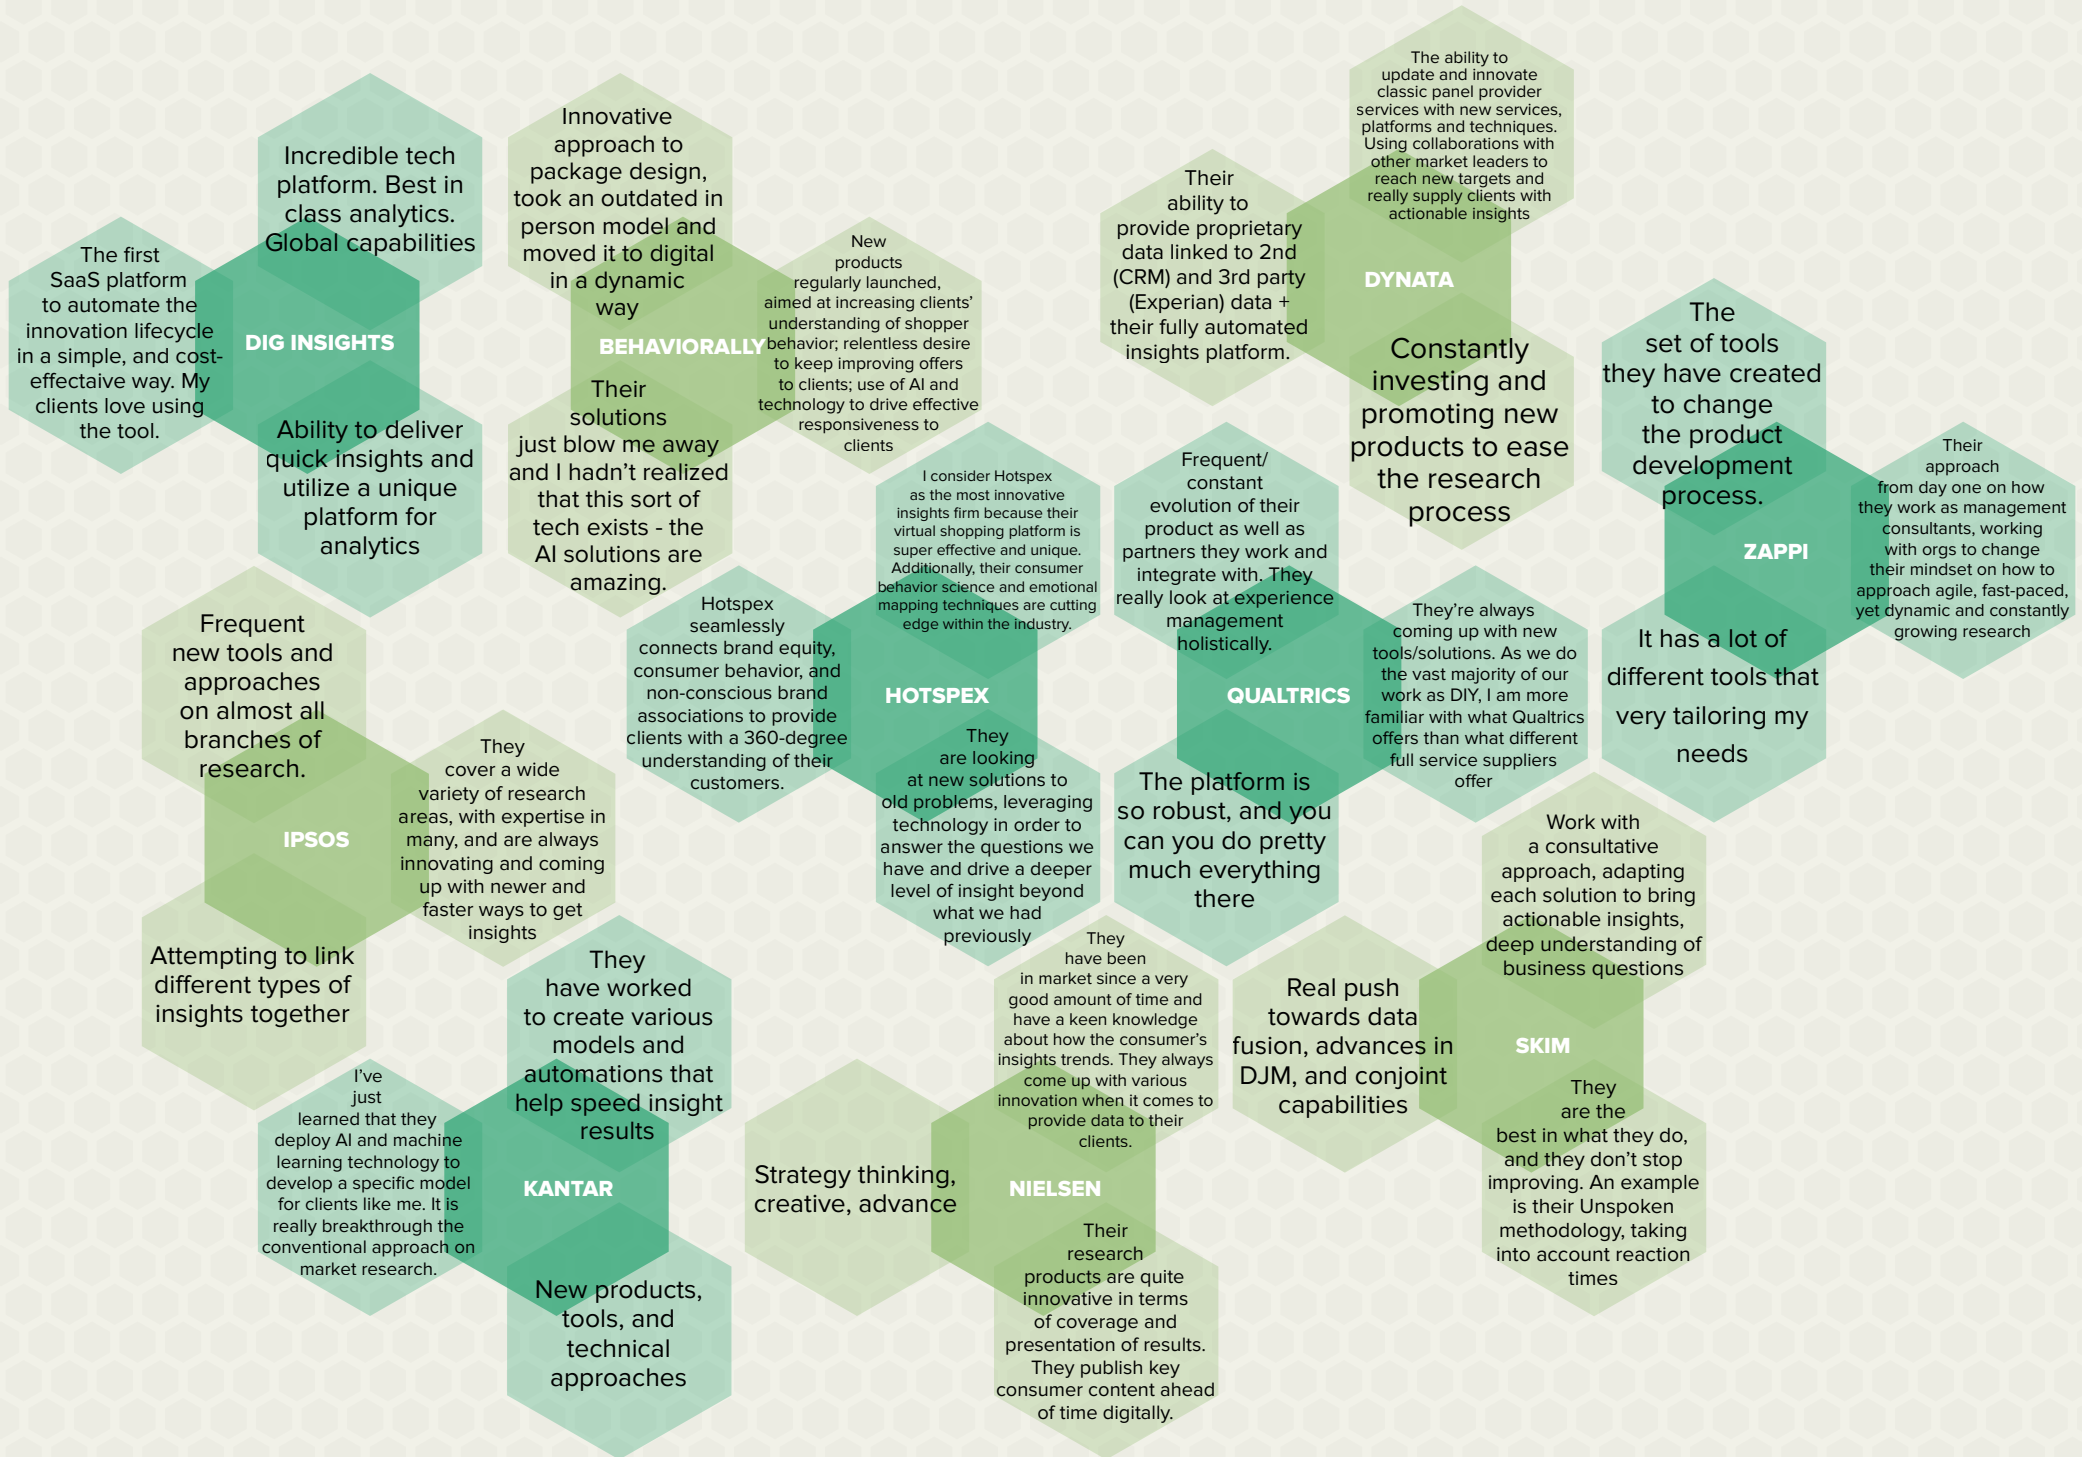 The first
SaaS platform
to automate the
innovation lifecycle
in a simple, and cost-
effectaive way. My
clients love using
the tool.
Incredible tech
platform. Best in
class analytics.
Global capabilities
DIG INSIGHTS
Ability to deliver
quick insights and
utilize a unique
platform for
analytics
Innovative
approach to
package design,
took an outdated in
person model and
moved it to digital
in a dynamic
way
BEHAVIORALLY
New
products
regularly launched,
aimed at increasing clients’
understanding of shopper
behavior; relentless desire
to keep improving offers
to clients; use of AI and
technology to drive effective
responsiveness to
clients
Their
solutions
just blow me away
and I hadn’t realized
that this sort of
tech exists - the
AI solutions are
amazing.
The ability to
update and innovate
classic panel provider
services with new services,
platforms and techniques.
Using collaborations with
other market leaders to
reach new targets and
really supply clients with
actionable insights
Their
ability to
provide proprietary
data linked to 2nd
(CRM) and 3rd party
(Experian) data +
their fully automated
insights platform.
DYNATA
Constantly
investing and
promoting new
products to ease
the research
process
The
set of tools
they have created
to change
the product
development
process.
ZAPPI
Their
approach
from day one on how
they work as management
consultants, working
with orgs to change
their mindset on how to
approach agile, fast-paced,
yet dynamic and constantly
growing research
It has a lot of
different tools that
very tailoring my
needs
I consider Hotspex
as the most innovative
insights firm because their
virtual shopping platform is
super effective and unique.
Additionally, their consumer
behavior science and emotional
mapping techniques are cutting
edge within the industry.
Hotspex
seamlessly
connects brand equity,
consumer behavior, and
non-conscious brand
associations to provide
clients with a 360-degree
understanding of their
customers.
HOTSPEX
They
are looking
at new solutions to
old problems, leveraging
technology in order to
answer the questions we
have and drive a deeper
level of insight beyond
what we had
previously
Frequent/
constant
evolution of their
product as well as
partners they work and
integrate with. They
really look at experience
management
holistically.
QUALTRICS
They’re always
coming up with new
tools/solutions. As we do
the vast majority of our
work as DIY, I am more
familiar with what Qualtrics
offers than what different
full service suppliers
offer
The platform is
so robust, and you
can you do pretty
much everything
there
Frequent
new tools and
approaches
on almost all
branches of
research.
IPSOS
They
cover a wide
variety of research
areas, with expertise in
many, and are always
innovating and coming
up with newer and
faster ways to get
insights
Attempting to link
different types of
insights together
They
have worked
to create various
models and
automations that
help speed insight
results
I’ve
just
learned that they
deploy AI and machine
learning technology to
develop a specific model
for clients like me. It is
really breakthrough the
conventional approach on
market research.
KANTAR
New products,
tools, and
technical
approaches
They
have been
in market since a very
good amount of time and
have a keen knowledge
about how the consumer’s
insights trends. They always
come up with various
innovation when it comes to
provide data to their
clients.
Strategy thinking,
creative, advance
NIELSEN
Their
research
products are quite
innovative in terms
of coverage and
presentation of results.
They publish key
consumer content ahead
of time digitally.
Work with
a consultative
approach, adapting
each solution to bring
actionable insights,
deep understanding of
business questions
Real push
towards data
fusion, advances in
DJM, and conjoint
capabilities
SKIM
They
are the
best in what they do,
and they don’t stop
improving. An example
is their Unspoken
methodology, taking
into account reaction
times